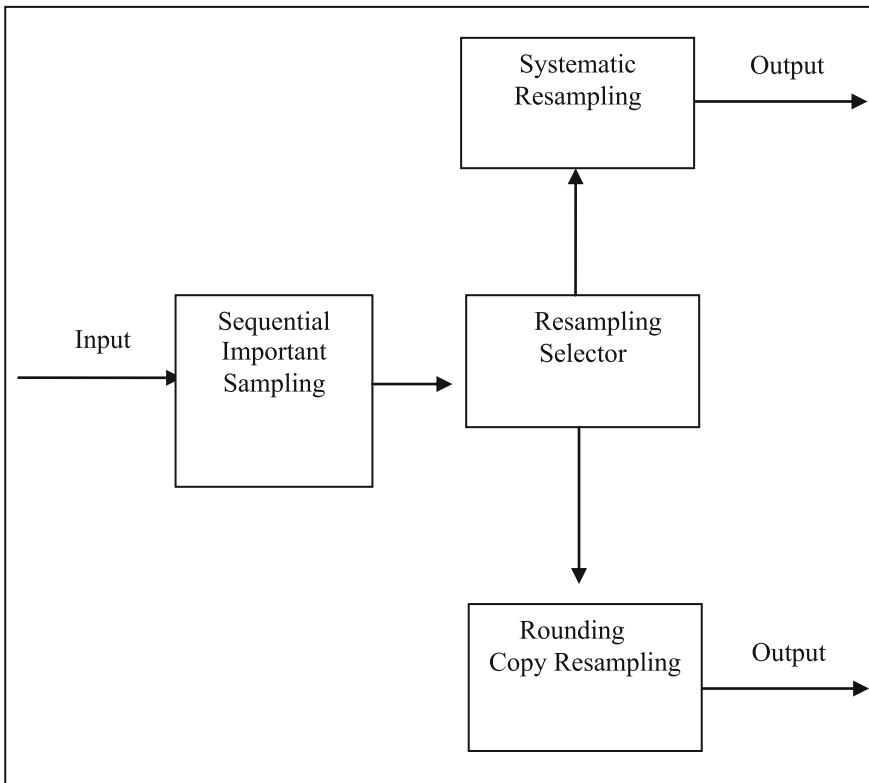 Systematic
Resampling
Output
Input
Sequential
Important
Sampling
Resampling
Selector
Rounding
Copy Resampling
Output